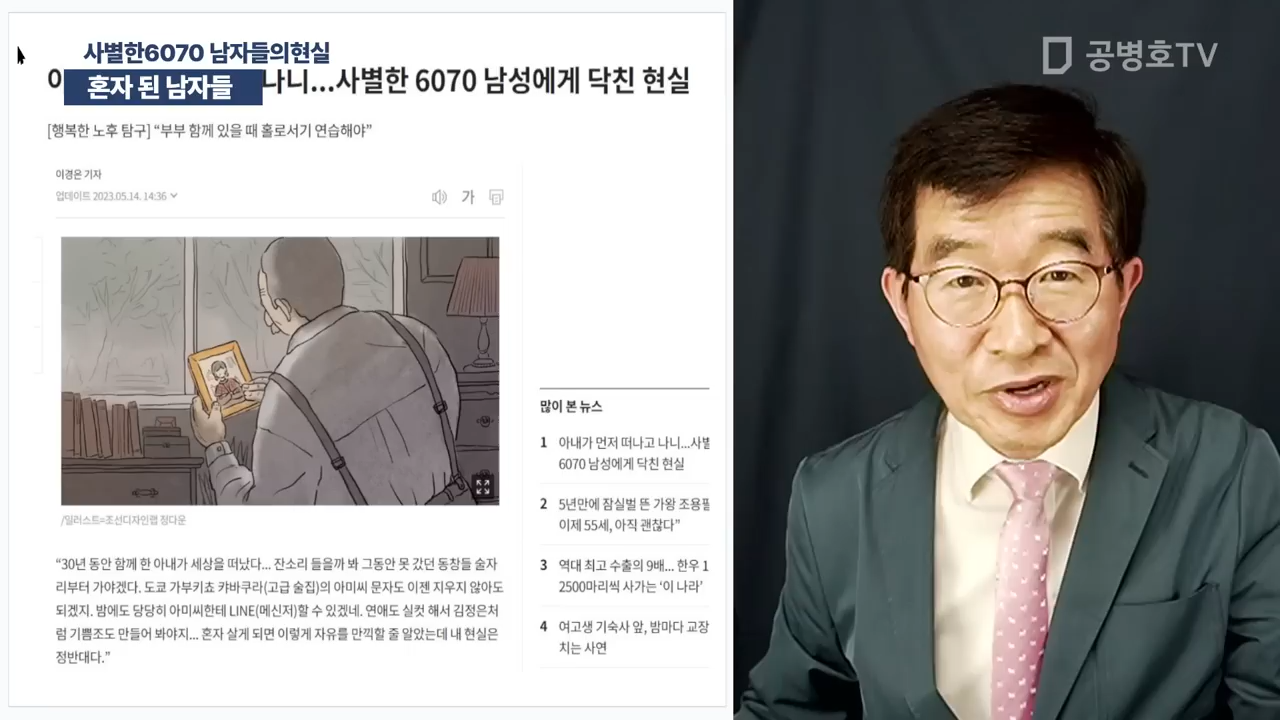 사별한6070 남자들의현실
혼자 된 남자들
나니...사별한 6070 남성에게 닥친 현실
[행복한 노후 탐구] “부부 함께 있을 때 홀로서기 연습해야”
이경은 기자
업데이트 2023.05.14. 14:36
가
/일러스트=조선디자인랩 정다운
“30년 동안 함께 한 아내가 세상을 떠났다... 잔소리 들을까 봐 그동안 못 갔던 동창들 술자
리부터 가야겠다. 도쿄 가부키쵸 캬바쿠라(고급 술집)의 아미씨 문자도 이젠 지우지 않아도
되겠지. 밤에도 당당히 아미씨한테 LINE(메신저)할 수 있겠네. 연애도 실컷 해서 김정은처
럼 기쁨조도 만들어 봐야지... 혼자 살게 되면 이렇게 자유를 만끽할 줄 알았는데 내 현실은
정반대다.”
많이 본 뉴스
1 아내가 먼저 떠나고 나니...사별
6070 남성에게 닥친 현실
2 5년만에 잠실벌 뜬 가왕 조용필
이제 55세, 아직 괜찮다”
3 역대 최고 수출의 9배... 한우 1
2500마리씩 사가는 ‘이 나라’
4 여고생 기숙사 앞, 밤마다 교장
치는 사연
공병호TV